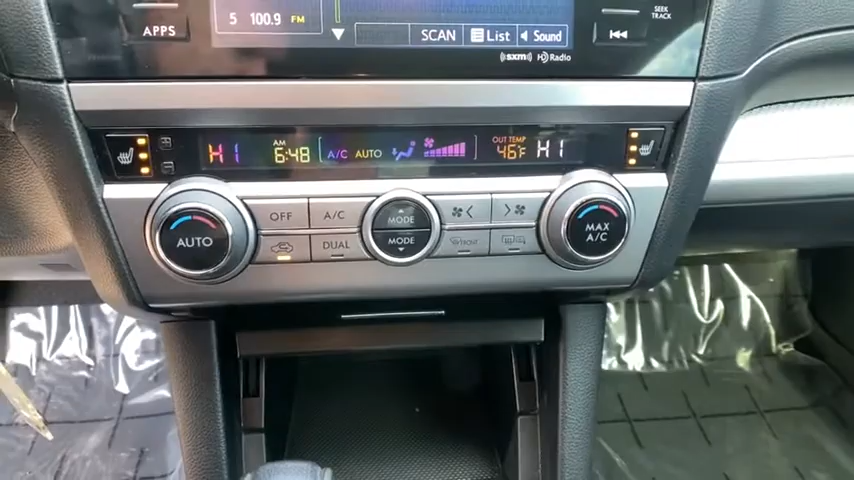 APPS
5 100.9 FM
SCAN List Sound
SEEK
TRACK
((SXM)) HD Radio
HI
AM
6:48
A/C AUTO
OUT TEMP
46°F HI
AUTO
OFF A/C
DUAL
MODE
MODE
MAX
A/C